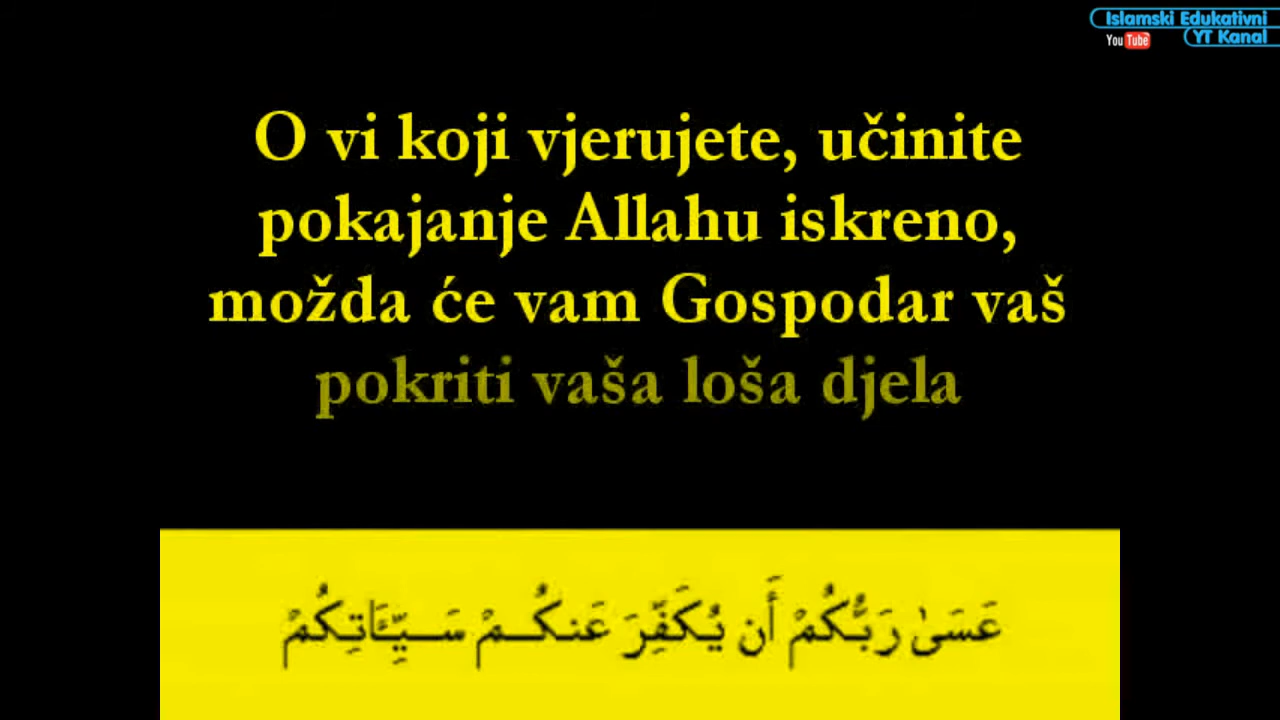 Islamski Edukativni
YouTube YT Kanal
O vi koji vjerujete, učinite
pokajanje Allahu iskreno,
možda će vam Gospodar vaš
pokriti vaša loša djela
عَسَىٰ رَبُّكُمْ أَن يُكَفِّرَ عَنكُمْ سَيِّـَٔاتِكُمْ